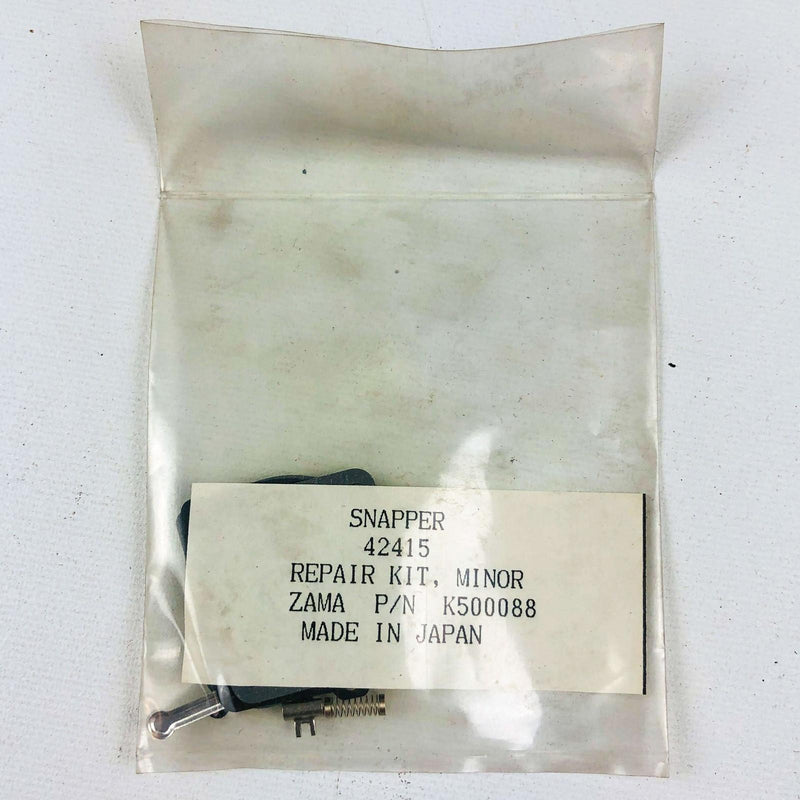 SNAPPER
42415
REPAIR KIT, MINOR
ZAMA P/N K500088
MADE IN JAPAN